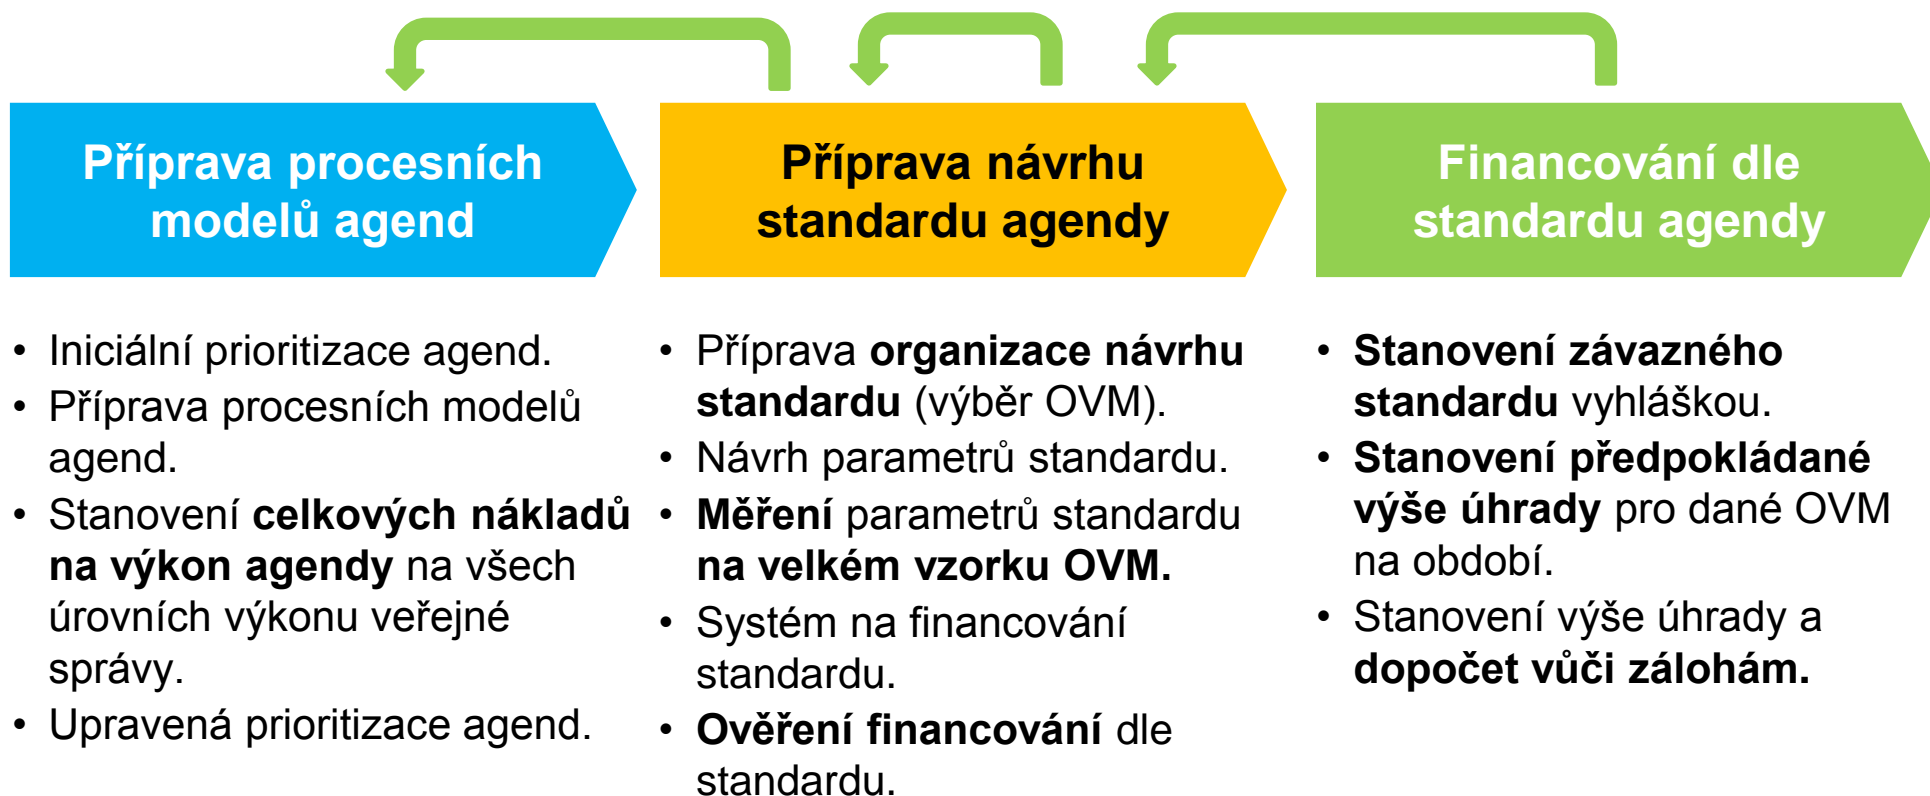 Příprava procesních
modelů agend
• Iniciální prioritizace agend.
• Příprava procesních modelů
agend.
• Stanovení celkových nákladů
na výkon agendy na všech
úrovních výkonu veřejné
správy.
• Upravená prioritizace agend.
Příprava návrhu
standardu agendy
• Příprava organizace návrhu
standardu (výběr OVM).
• Návrh parametrů standardu.
• Měření parametrů standardu
na velkém vzorku OVM.
• Systém na financování
standardu.
• Ověření financování dle
standardu.
Financování dle
standardu agendy
• Stanovení závazného
standardu vyhláškou.
• Stanovení předpokládané
výše úhrady pro dané OVM
na období.
• Stanovení výše úhrady a
dopočet vůči zálohám.